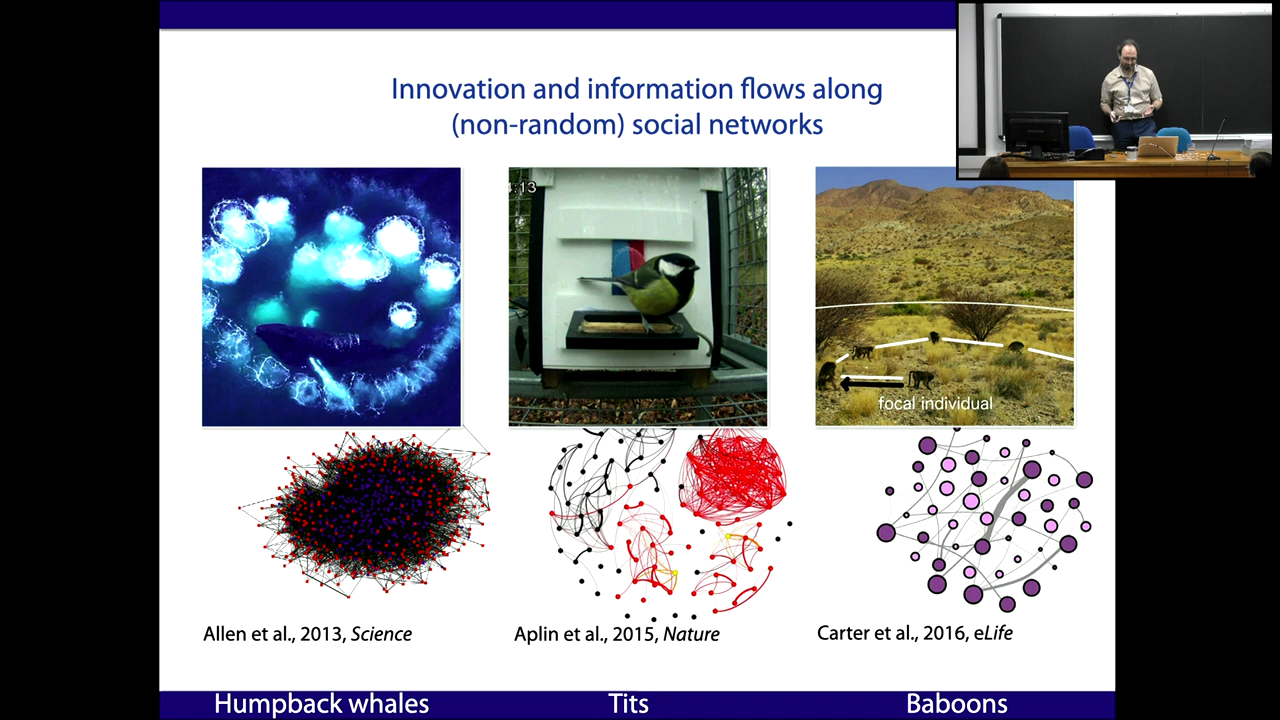 Innovation and information flows along
(non-random) social networks
:13
focal individual
Allen et al., 2013, Science
Aplin et al., 2015, Nature
Carter et al., 2016, eLife
Humpback whales
Tits
Baboons